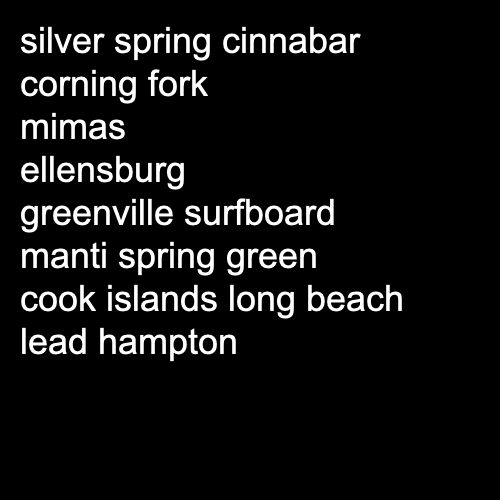 silver spring cinnabar
corning fork
mimas
ellensburg
greenville surfboard
manti spring green
cook islands long beach
lead hampton